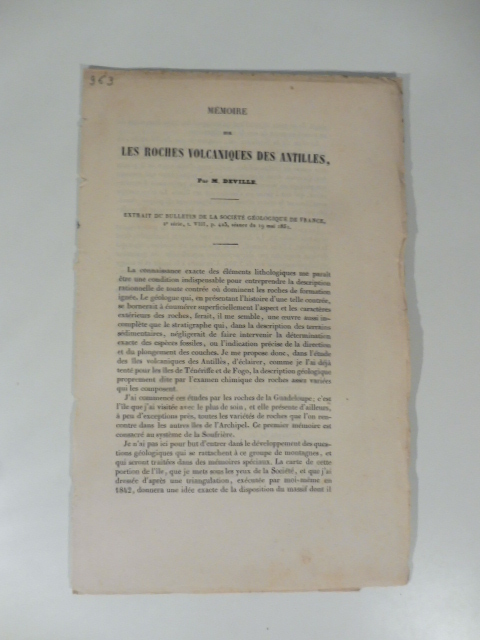 953
MÉMOIRE
SUR
LES ROCHES VOLCANIQUES DES ANTILLES,
Par M. DEVILLE.
EXTRAIT DU BULLETIN DE LA SOCIÉTÉ GÉOLOGIQUE DE FRANCE,
2e série, t. VIII, p. 423, séance du 19 mai 1851.
La connaissance exacte des éléments lithologiques me paraît
être une condition indispensable pour entreprendre la description
rationnelle de toute contrée où dominent les roches de formation
ignée. Le géologue qui, en présentant l'histoire d'une telle contrée,
se bornerait à énumérer superficiellement l'aspect et les caractères
extérieurs des roches, ferait, il me semble, une œuvre aussi in-
complète que le stratigraphe qui, dans la description des terrains
sédimentaires, négligerait de faire intervenir la détermination
exacte des espèces fossiles, ou l'indication précise de la direction
et du plongement des couches. Je me propose donc, dans l'étude
des îles volcaniques des Antilles, d'éclairer, comme je l'ai déjà
tenté pour les îles de Ténériffe et de Fogo, la description géologique
proprement dite par l'examen chimique des roches assez variées
qui les composent.
J'ai commencé ces études par les roches de la Guadeloupe; c'est
l'île que j'ai visitée avec le plus de soin, et elle présente d'ailleurs,
à peu d'exceptions près, toutes les variétés de roches que l'on ren-
contre dans les autres îles de l'Archipel. Ce premier mémoire est
consacré au système de la Soufrière.
Je n'ai pas ici pour but d'entrer dans le développement des ques-
tions géologiques qui se rattachent à ce groupe de montagnes, et
qui seront traitées dans des mémoires spéciaux. La carte de cette
portion de l'île, que je mets sous les yeux de la Société, et que j'ai
dressée d'après une triangulation, exécutée par moi-même en
1842, donnera une idée exacte de la disposition du massif dont il